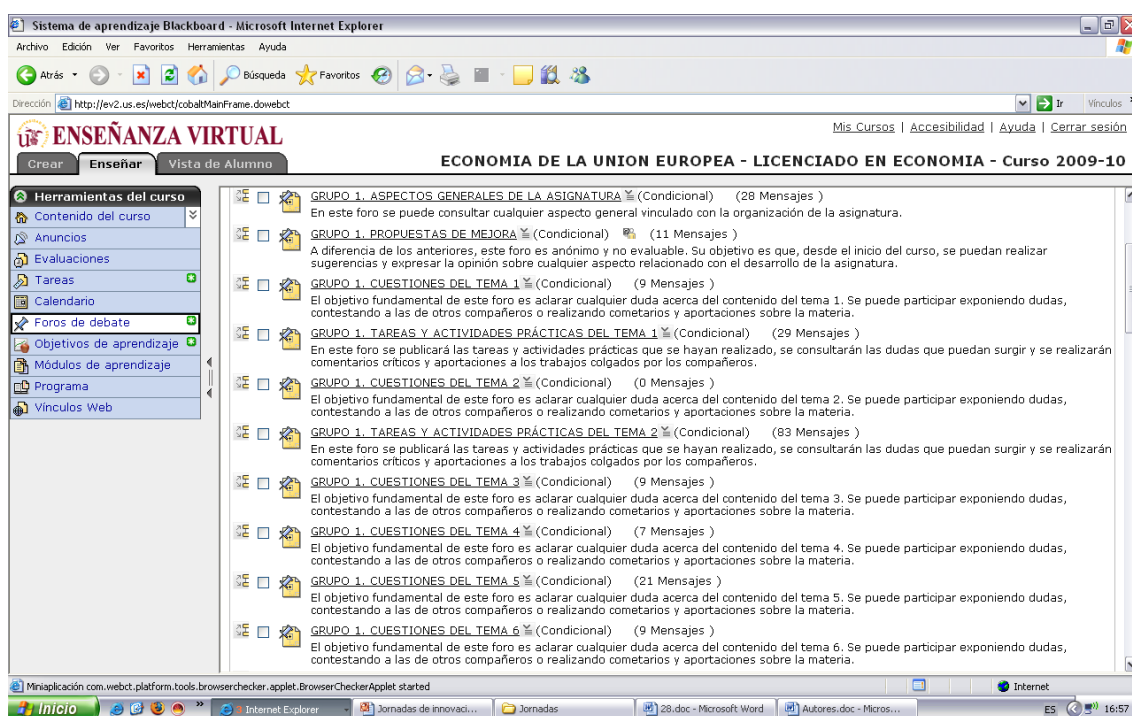 Sistema de aprendizaje Blackboard - Microsoft Internet Explorer
Archivo Edición Ver Favoritos Herramientas Ayuda
Atrás Búsqueda Favoritos
Dirección http://ev2.us.es/webct/cobaltMainFrame.dowebct Ir Vínculos
ENSEÑANZA VIRTUAL
Mis Cursos | Accesibilidad | Ayuda | Cerrar sesión
Crear Enseñar Vista de Alumno
ECONOMIA DE LA UNION EUROPEA - LICENCIADO EN ECONOMIA - Curso 2009-10
Herramientas del curso
Contenido del curso
Anuncios
Evaluaciones
Tareas
Calendario
Foros de debate
Objetivos de aprendizaje
Módulos de aprendizaje
Programa
Vínculos Web
GRUPO 1. ASPECTOS GENERALES DE LA ASIGNATURA (Condicional) (28 Mensajes )
En este foro se puede consultar cualquier aspecto general vinculado con la organización de la asignatura.
GRUPO 1. PROPUESTAS DE MEJORA (Condicional) (11 Mensajes )
A diferencia de los anteriores, este foro es anónimo y no evaluable. Su objetivo es que, desde el inicio del curso, se puedan realizar
sugerencias y expresar la opinión sobre cualquier aspecto relacionado con el desarrollo de la asignatura.
GRUPO 1. CUESTIONES DEL TEMA 1 (Condicional) (9 Mensajes )
El objetivo fundamental de este foro es aclarar cualquier duda acerca del contenido del tema 1. Se puede participar exponiendo dudas,
contestando a las de otros compañeros o realizando cometarios y aportaciones sobre la materia.
GRUPO 1. TAREAS Y ACTIVIDADES PRÁCTICAS DEL TEMA 1 (Condicional) (29 Mensajes )
En este foro se publicará las tareas y actividades prácticas que se hayan realizado, se consultarán las dudas que puedan surgir y se realizarán
comentarios críticos y aportaciones a los trabajos colgados por los compañeros.
GRUPO 1. CUESTIONES DEL TEMA 2 (Condicional) (0 Mensajes )
El objetivo fundamental de este foro es aclarar cualquier duda acerca del contenido del tema 2. Se puede participar exponiendo dudas,
contestando a las de otros compañeros o realizando cometarios y aportaciones sobre la materia.
GRUPO 1. TAREAS Y ACTIVIDADES PRÁCTICAS DEL TEMA 2 (Condicional) (83 Mensajes )
En este foro se publicará las tareas y actividades prácticas que se hayan realizado, se consultarán las dudas que puedan surgir y se realizarán
comentarios críticos y aportaciones a los trabajos colgados por los compañeros.
GRUPO 1. CUESTIONES DEL TEMA 3 (Condicional) (9 Mensajes )
El objetivo fundamental de este foro es aclarar cualquier duda acerca del contenido del tema 3. Se puede participar exponiendo dudas,
contestando a las de otros compañeros o realizando cometarios y aportaciones sobre la materia.
GRUPO 1. CUESTIONES DEL TEMA 4 (Condicional) (7 Mensajes )
El objetivo fundamental de este foro es aclarar cualquier duda acerca del contenido del tema 4. Se puede participar exponiendo dudas,
contestando a las de otros compañeros o realizando cometarios y aportaciones sobre la materia.
GRUPO 1. CUESTIONES DEL TEMA 5 (Condicional) (21 Mensajes )
El objetivo fundamental de este foro es aclarar cualquier duda acerca del contenido del tema 5. Se puede participar exponiendo dudas,
contestando a las de otros compañeros o realizando cometarios y aportaciones sobre la materia.
GRUPO 1. CUESTIONES DEL TEMA 6 (Condicional) (9 Mensajes )
El objetivo fundamental de este foro es aclarar cualquier duda acerca del contenido del tema 6. Se puede participar exponiendo dudas,
contestando a las de otros compañeros o realizando cometarios y aportaciones sobre la materia.
Miniaplicación com.webct.platform.tools.browserchecker.applet.BrowserCheckerApplet started Internet
Inicio 3 Internet Explorer Jornadas de innovaci... Jornadas 28.doc - Microsoft Word Autores.doc - Micros... ES 16:57